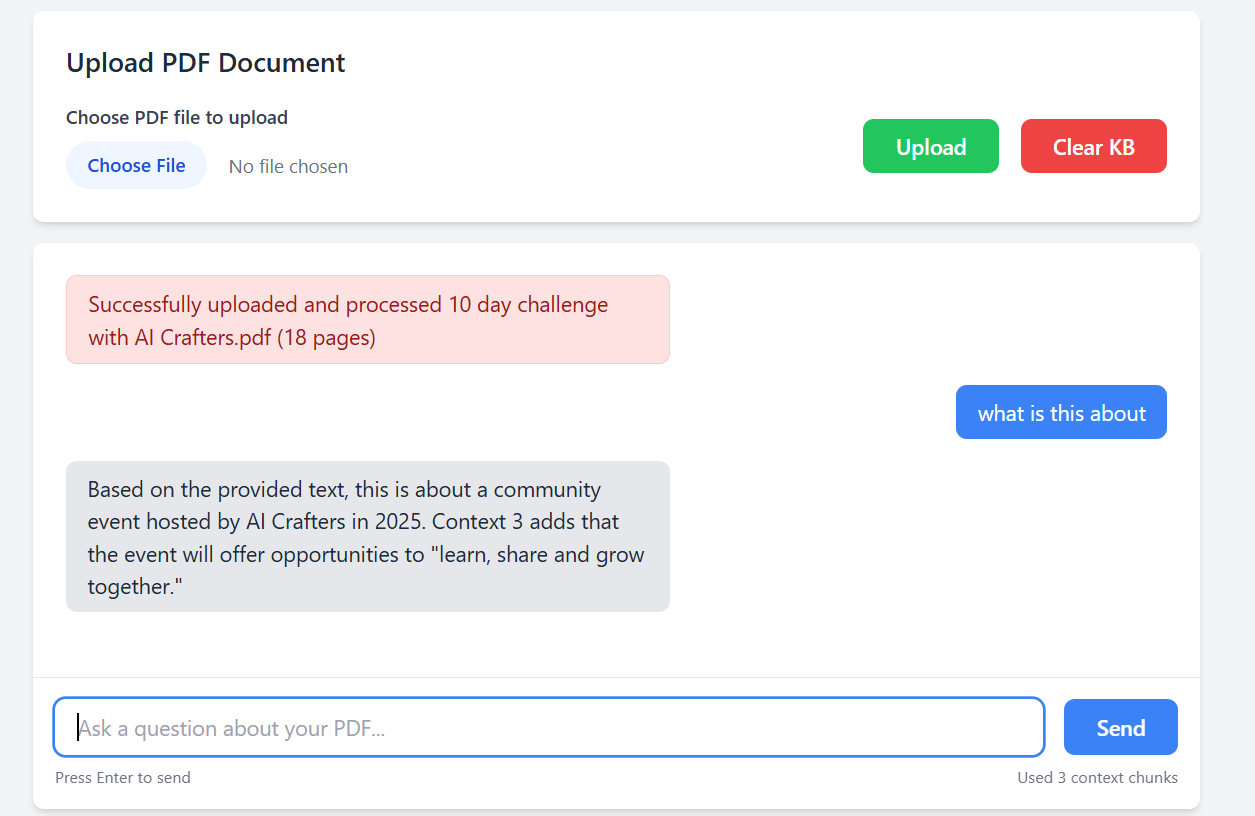 Upload PDF Document
Choose PDF file to upload
Choose File
No file chosen
Upload
Clear KB
Successfully uploaded and processed 10 day challenge
with AI Crafters.pdf (18 pages)
what is this about
Based on the provided text, this is about a community
event hosted by AI Crafters in 2025. Context 3 adds that
the event will offer opportunities to "learn, share and grow
together."
Ask a question about your PDF...
Send
Press Enter to send
Used 3 context chunks